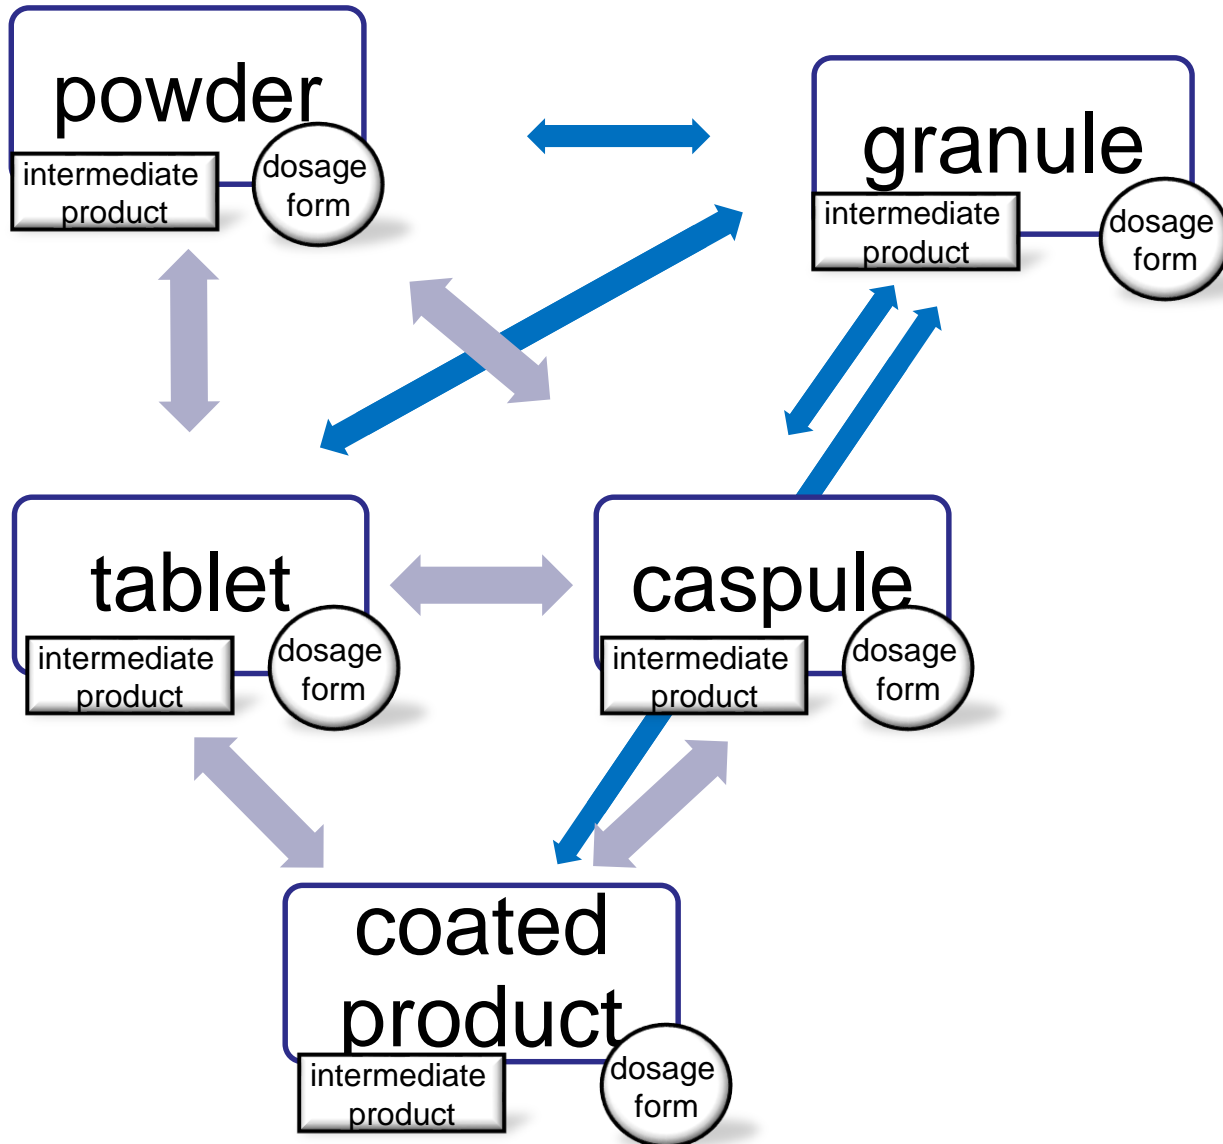 powder
intermediate
product
dosage
form
granule
intermediate
product
dosage
form
tablet
intermediate
product
dosage
form
caspule
intermediate
product
dosage
form
coated
product
intermediate
product
dosage
form